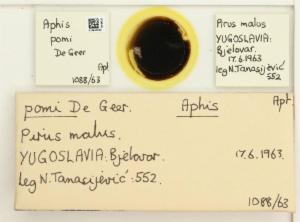 Aphis
pomi
De Geer
Apt
1088/63
Pirus malus
YUGOSLAVIA:
Bjelovar.
17.6.1963
leg N.Tanasijević
552
Apt.
pomi De Geer. Aphis Apt
Pirus malus.
YUGOSLAVIA: Bjelovar. 17.6.1963.
leg N.Tanasijević: 552.
1088/63